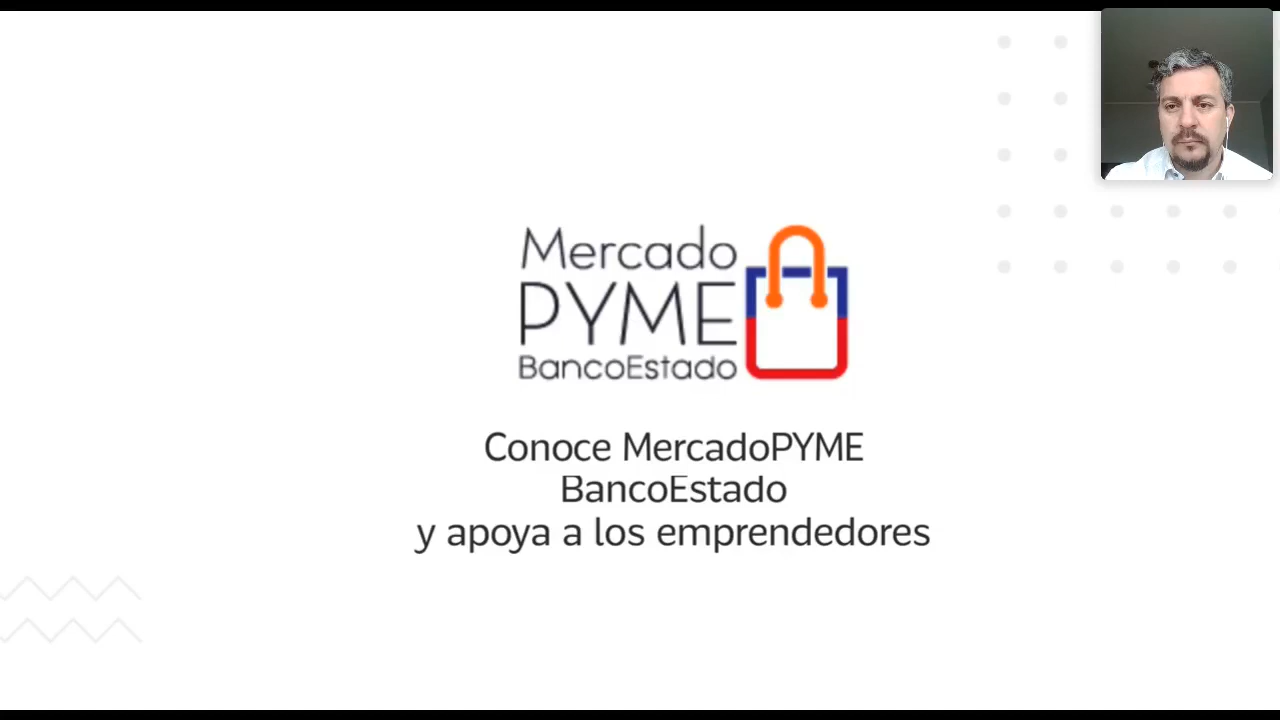 Mercado
PYME
BancoEstado
Conoce MercadoPYME
BancoEstado
y apoya a los emprendedores